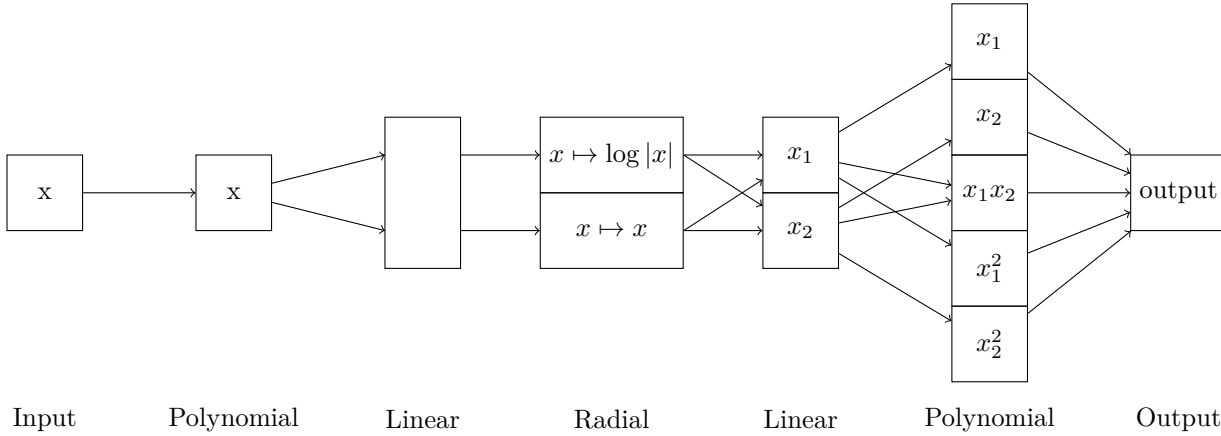 x
x
x ↦ log |x|
x ↦ x
x₁
x₂
x₁
x₂
x₁x₂
x₁²
x₂²
output
Input
Polynomial
Linear
Radial
Linear
Polynomial
Output